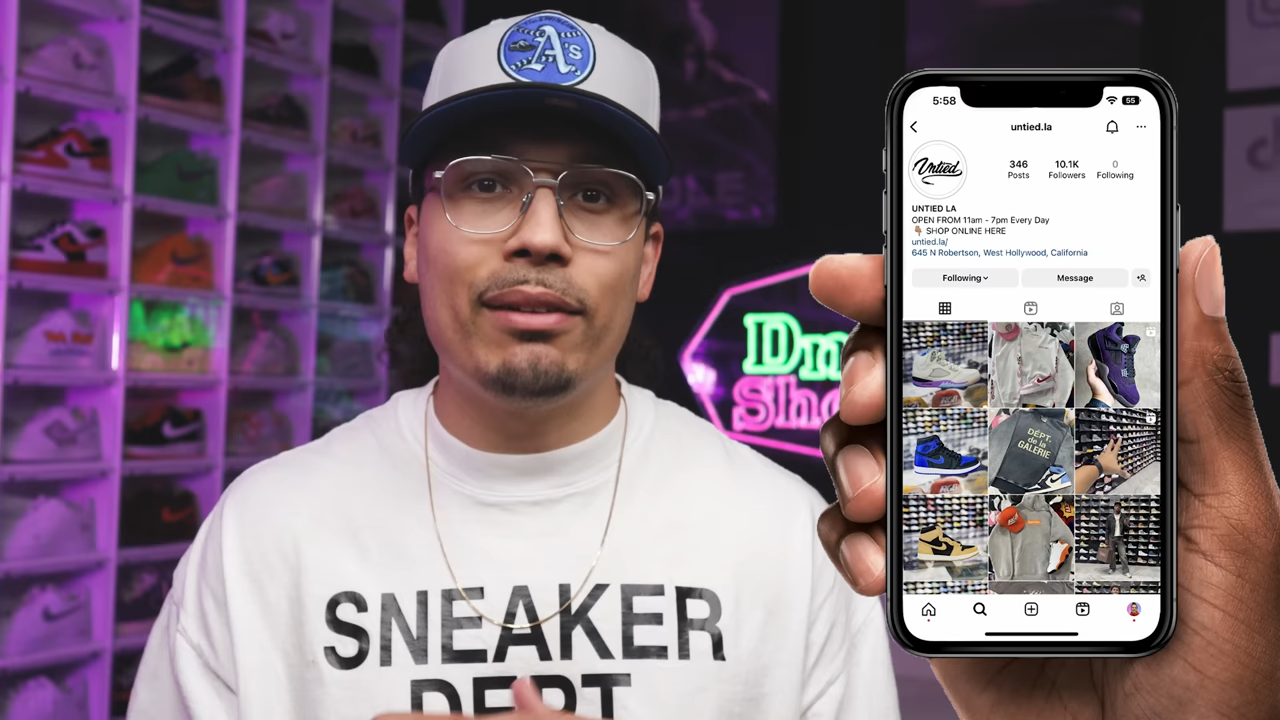 A's
SNEAKER
DEPT
5:58
55
untied.la
Untied
346
10.1K
0
Posts
Followers
Following
UNTIED LA
OPEN FROM 11am - 7pm Every Day
👇🏽 SHOP ONLINE HERE
untied.la/
645 N Robertson, West Hollywood, California
Following
Message
DÉPT.
de la
GALERIE